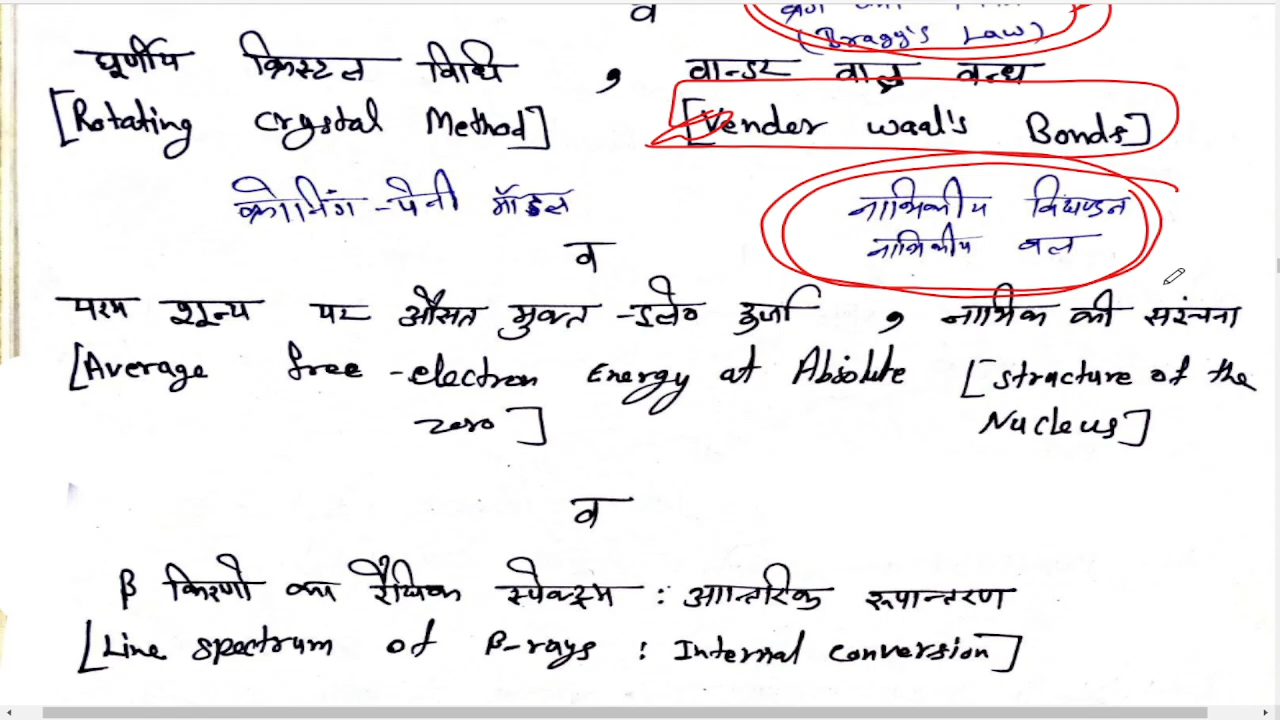 व
(Bragg's Law)
घूर्णीय क्रिस्टल विधि , वान्डर वाल्र बन्ध
[Rotating crystal Method] [Vender waal's Bonds]
क्रोनिंग -पेनी मॉडल नाभिकीय विखण्डन
नाभिकीय बल
व
परम शून्य पर औसत मुक्त -इले० ऊर्जा , नाभिक की संरचना
[Average free -electron Energy at Absolute [structure of the
zero] Nucleus]
व
β किरणों का रैखिक स्पेक्ट्रम : आन्तरिक रूपान्तरण
[Line spectrum of β-rays : Internal conversion]